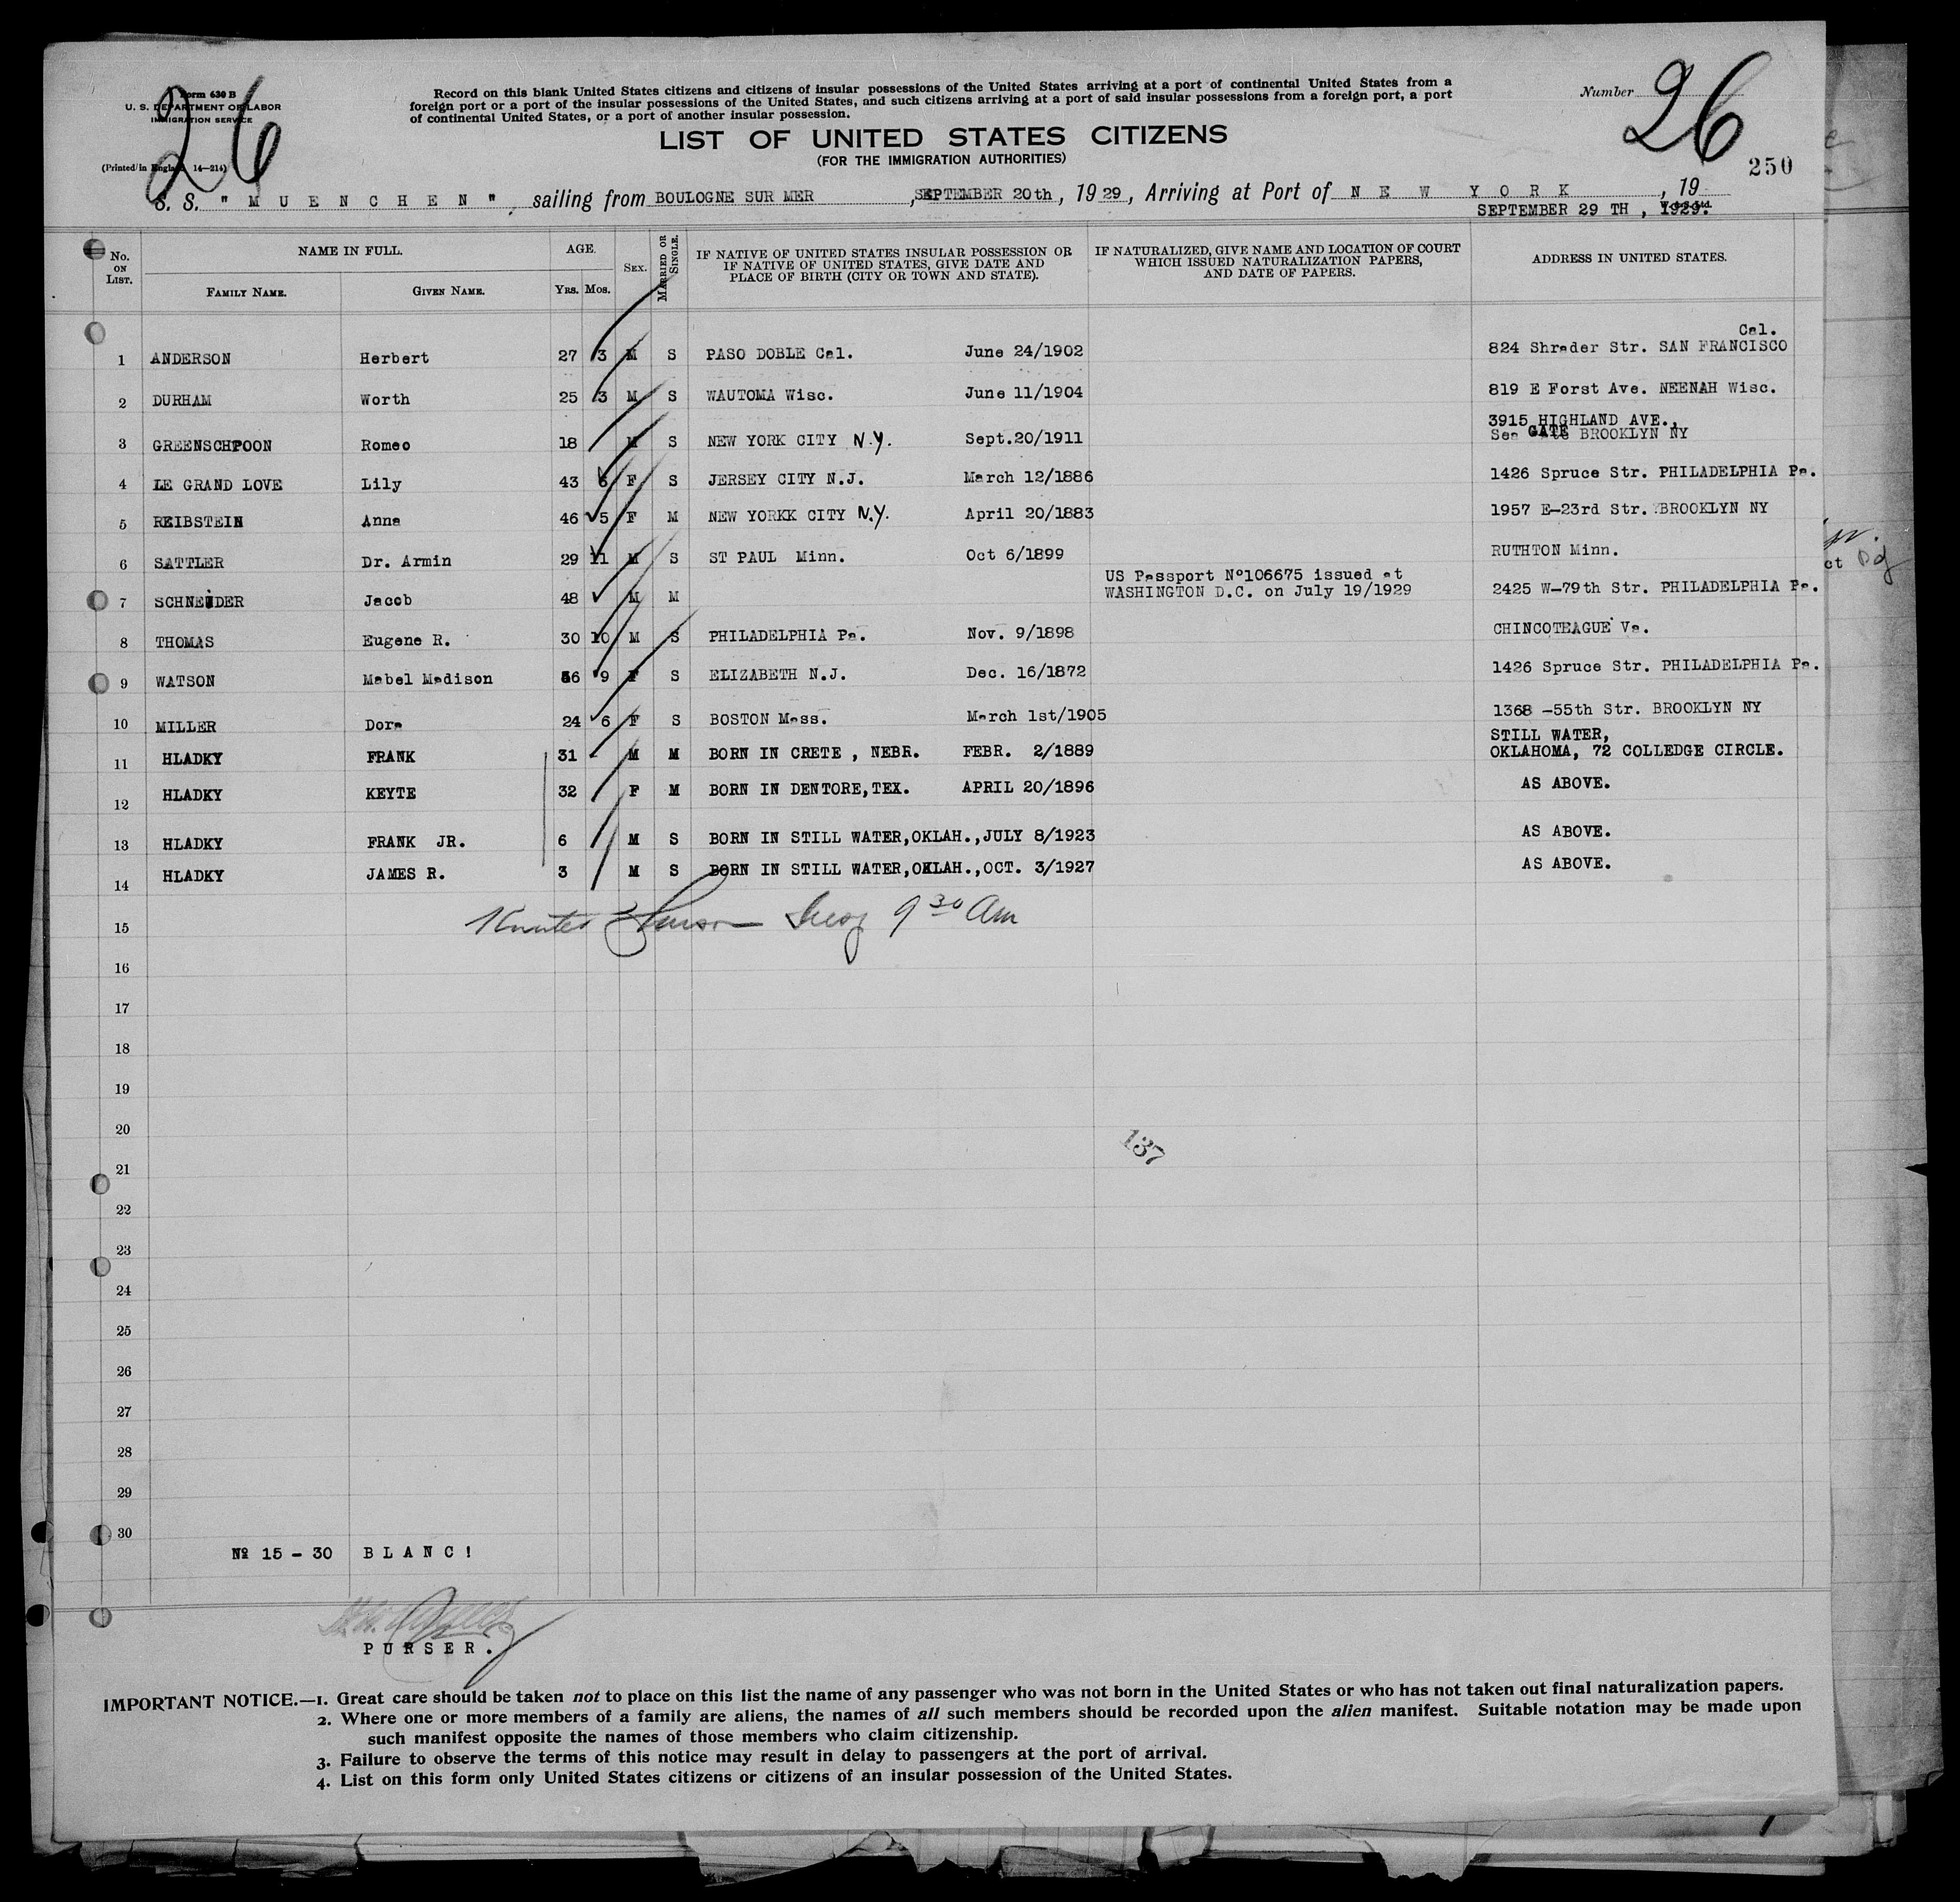 26
Form 630 B
U. S. DEPARTMENT OF LABOR
IMMIGRATION SERVICE
(Printed in England 14—214)
Record on this blank United States citizens and citizens of insular possessions of the United States arriving at a port of continental United States from a
foreign port or a port of the insular possessions of the United States, and such citizens arriving at a port of said insular possessions from a foreign port, a port
of continental United States, or a port of another insular possession.
Number 26
LIST OF UNITED STATES CITIZENS
(FOR THE IMMIGRATION AUTHORITIES)
250
S. S. " M U E N C H E N " , sailing from BOULOGNE SUR MER , SEPTEMBER 20th , 19 29 , Arriving at Port of N E W Y O R K , 19
SEPTEMBER 29 TH , 1929.
No. ON LIST. NAME IN FULL. AGE. SEX. MARRIED OR SINGLE. IF NATIVE OF UNITED STATES INSULAR POSSESSION OR IF NATIVE OF UNITED STATES, GIVE DATE AND PLACE OF BIRTH (CITY OR TOWN AND STATE). IF NATURALIZED, GIVE NAME AND LOCATION OF COURT WHICH ISSUED NATURALIZATION PAPERS, AND DATE OF PAPERS. ADDRESS IN UNITED STATES.
FAMILY NAME. GIVEN NAME. YRS. MOS.
Cal.
1 ANDERSON Herbert 27 3 M S PASO DOBLE Cal. June 24/1902 824 Shrader Str. SAN FRANCISCO
2 DURHAM Worth 25 3 M S WAUTOMA Wisc. June 11/1904 819 E Forst Ave. NEENAH Wisc.
3915 HIGHLAND AVE.,
3 GREENSCHPOON Romeo 18 M S NEW YORK CITY N.Y. Sept.20/1911 Sea GATE BROOKLYN NY
4 LE GRAND LOVE Lily 43 6 F S JERSEY CITY N.J. March 12/1886 1426 Spruce Str. PHILADELPHIA Pa.
5 REIBSTEIN Anna 46 5 F M NEW YORKK CITY N.Y. April 20/1883 1957 E-23rd Str. BROOKLYN NY
6 SATTLER Dr. Armin 29 11 M S ST PAUL Minn. Oct 6/1899 RUTHTON Minn.
US Passport Nº106675 issued at
7 SCHNEIDER Jacob 48 M M WASHINGTON D.C. on July 19/1929 2425 W-79th Str. PHILADELPHIA Pa.
8 THOMAS Eugene R. 30 10 M S PHILADELPHIA Pa. Nov. 9/1898 CHINCOTEAGUE Va.
9 WATSON Mabel Madison 56 9 F S ELIZABETH N.J. Dec. 16/1872 1426 Spruce Str. PHILADELPHIA Pa.
10 MILLER Dora 24 6 F S BOSTON Mass. March 1st/1905 1368 -55th Str. BROOKLYN NY
STILL WATER,
11 HLADKY FRANK 31 M M BORN IN CRETE , NEBR. FEBR. 2/1889 OKLAHOMA, 72 COLLEDGE CIRCLE.
12 HLADKY KEYTE 32 F M BORN IN DENTORE,TEX. APRIL 20/1896 AS ABOVE.
13 HLADKY FRANK JR. 6 M S BORN IN STILL WATER,OKLAH.,JULY 8/1923 AS ABOVE.
14 HLADKY JAMES R. 3 M S BORN IN STILL WATER,OKLAH.,OCT. 3/1927 AS ABOVE.
15 9 30 Am
16
17
18
19
20
137
21
22
23
24
25
26
27
28
29
30
Nº 15 - 30 B L A N C !
P U R S E R .
IMPORTANT NOTICE.—1. Great care should be taken not to place on this list the name of any passenger who was not born in the United States or who has not taken out final naturalization papers.
2. Where one or more members of a family are aliens, the names of all such members should be recorded upon the alien manifest. Suitable notation may be made upon
such manifest opposite the names of those members who claim citizenship.
3. Failure to observe the terms of this notice may result in delay to passengers at the port of arrival.
4. List on this form only United States citizens or citizens of an insular possession of the United States.